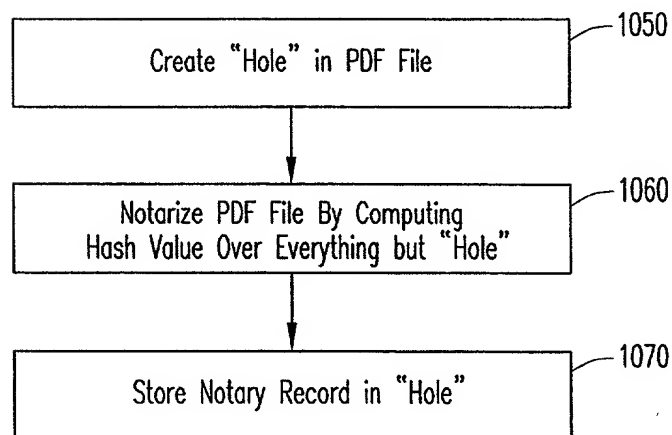 1050
Create “Hole” in PDF File
1060
Notarize PDF File By Computing
Hash Value Over Everything but “Hole”
1070
Store Notary Record in “Hole”